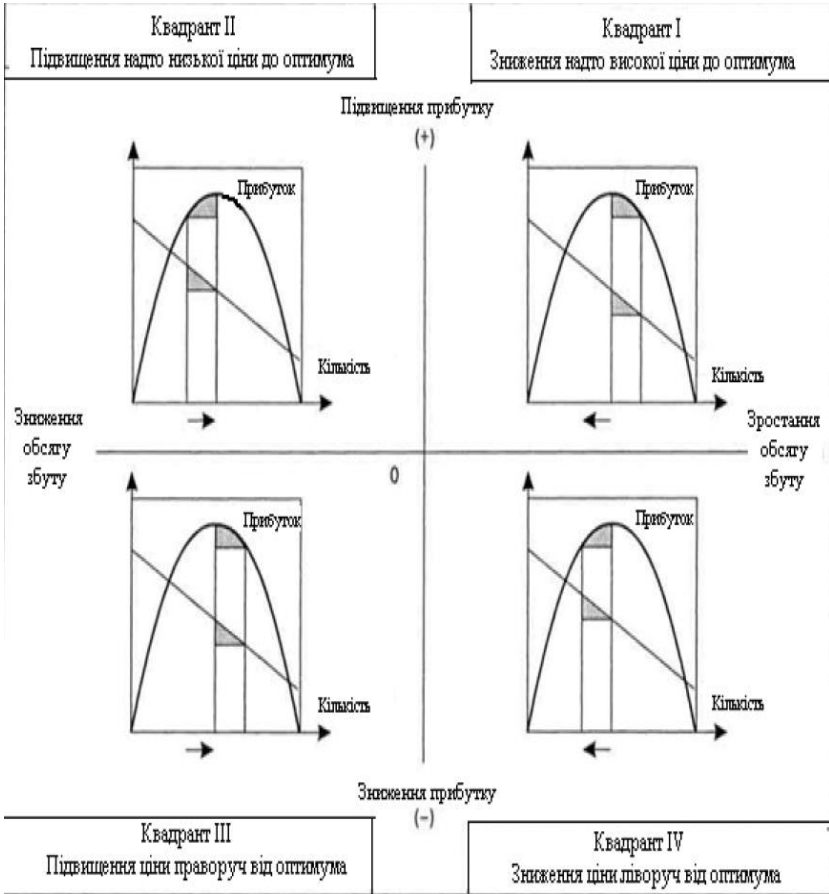 Квадрант II
Підвищення надто низької ціни до оптимума
Квадрант I
Зниження надто високої ціни до оптимума
Підвищення прибутку
(+)
Прибуток
Кількість
Прибуток
Кількість
Зниження
обсягу
збуту
0
Зростання
обсягу
збуту
Прибуток
Кількість
Прибуток
Кількість
Зниження прибутку
(–)
Квадрант III
Підвищення ціни праворуч від оптимума
Квадрант IV
Зниження ціни ліворуч від оптимума